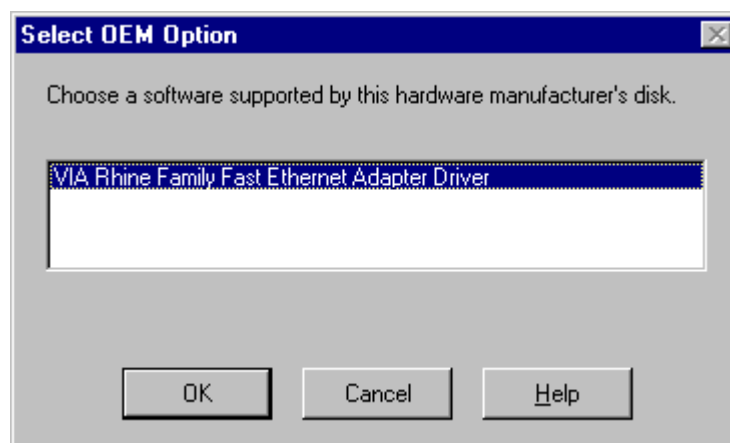 Select OEM Option
Choose a software supported by this hardware manufacturer's disk.
VIA Rhine Family Fast Ethernet Adapter Driver
OK Cancel Help